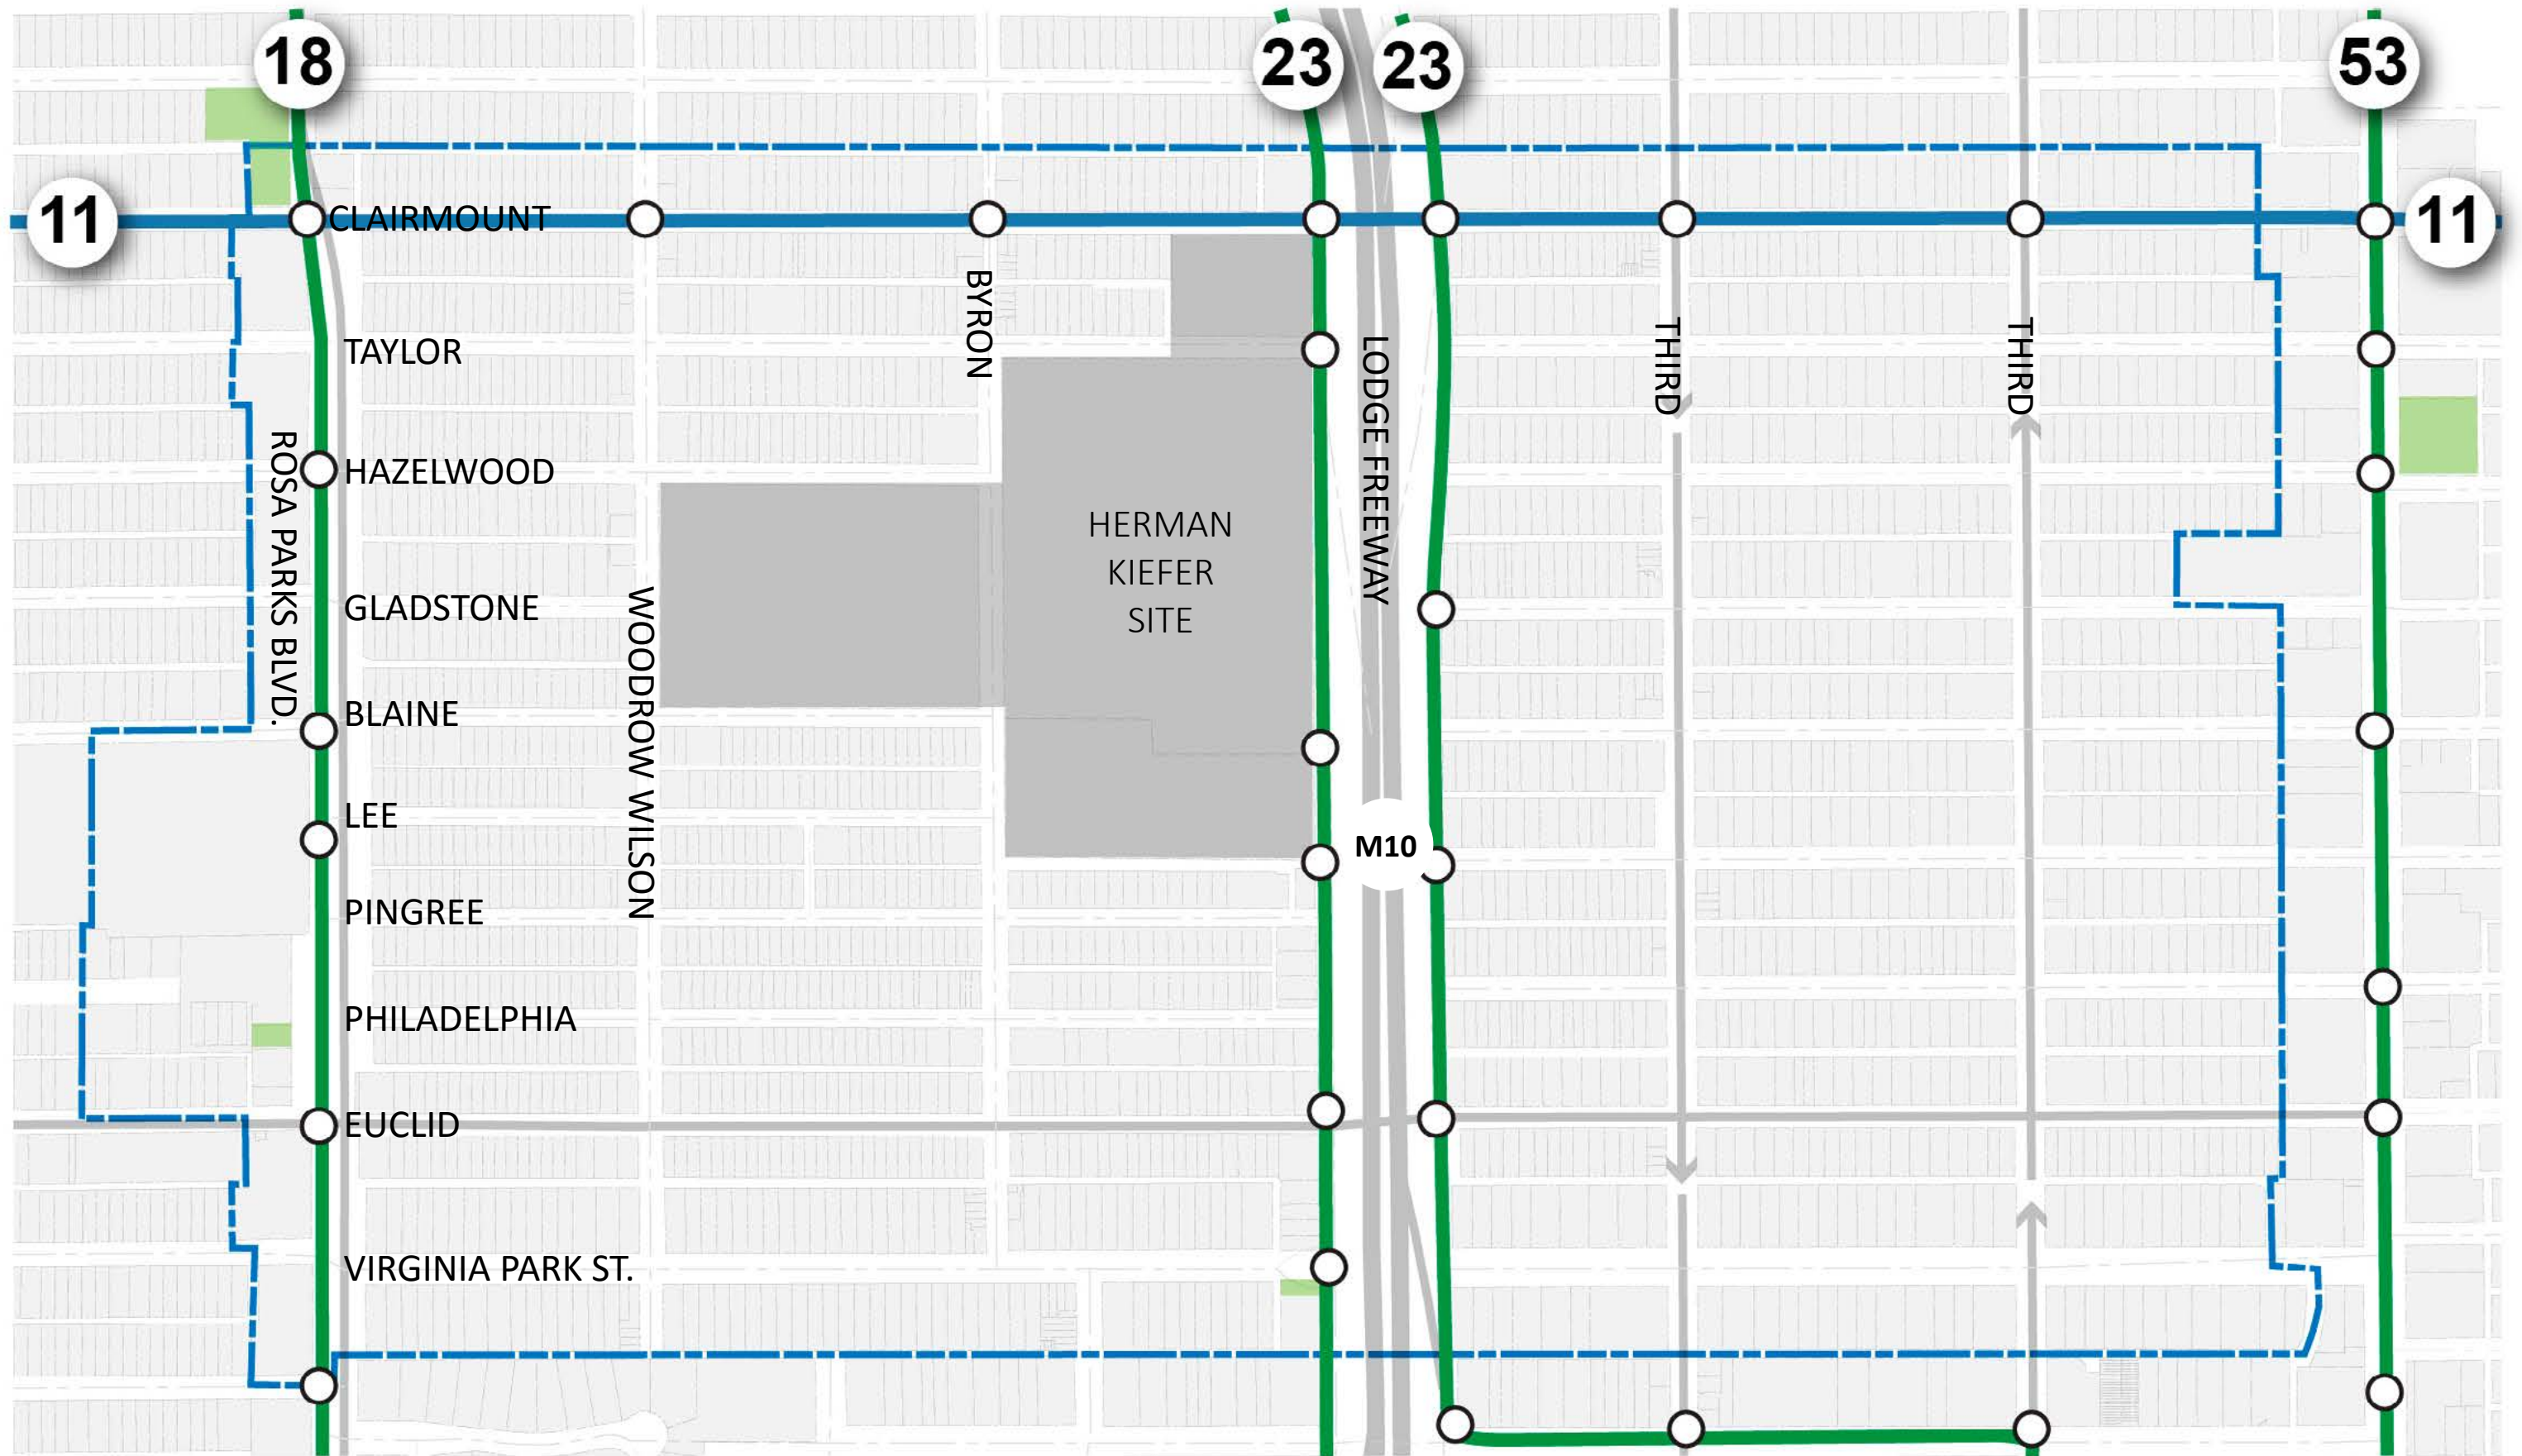 18
23
23
53
11
CLAIRMOUNT
11
BYRON
TAYLOR
THIRD
THIRD
LODGE FREEWAY
ROSA PARKS BLVD.
HAZELWOOD
HERMAN
KIEFER
SITE
GLADSTONE
WOODROW WILSON
BLAINE
LEE
M10
PINGREE
PHILADELPHIA
EUCLID
VIRGINIA PARK ST.